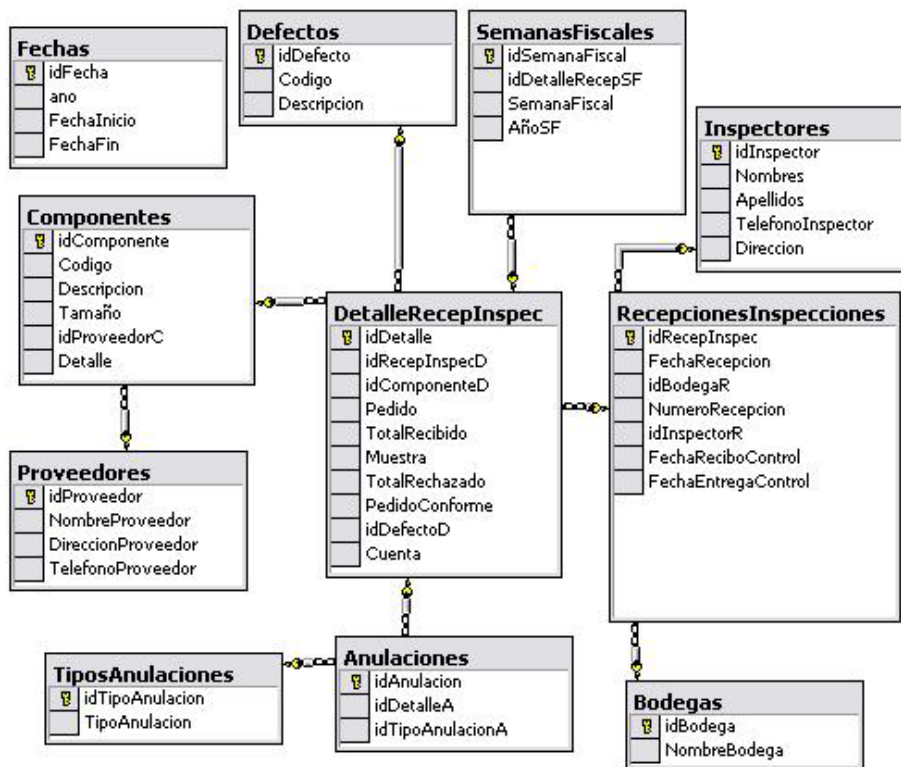 Fechas
idFecha
ano
FechaInicio
FechaFin
Defectos
idDefecto
Codigo
Descripcion
SemanasFiscales
idSemanaFiscal
idDetalleRecepSF
SemanaFiscal
AñoSF
Inspectores
idInspector
Nombres
Apellidos
TelefonoInspector
Direccion
Componentes
idComponente
Codigo
Descripcion
Tamaño
idProveedorC
Detalle
DetalleRecepInspec
idDetalle
idRecepInspecD
idComponenteD
Pedido
TotalRecibido
Muestra
TotalRechazado
PedidoConforme
idDefectoD
Cuenta
RecepcionesInspecciones
idRecepInspec
FechaRecepcion
idBodegaR
NumeroRecepcion
idInspectorR
FechaReciboControl
FechaEntregaControl
Proveedores
idProveedor
NombreProveedor
DireccionProveedor
TelefonoProveedor
TiposAnulaciones
idTipoAnulacion
TipoAnulacion
Anulaciones
idAnulacion
idDetalleA
idTipoAnulacionA
Bodegas
idBodega
NombreBodega